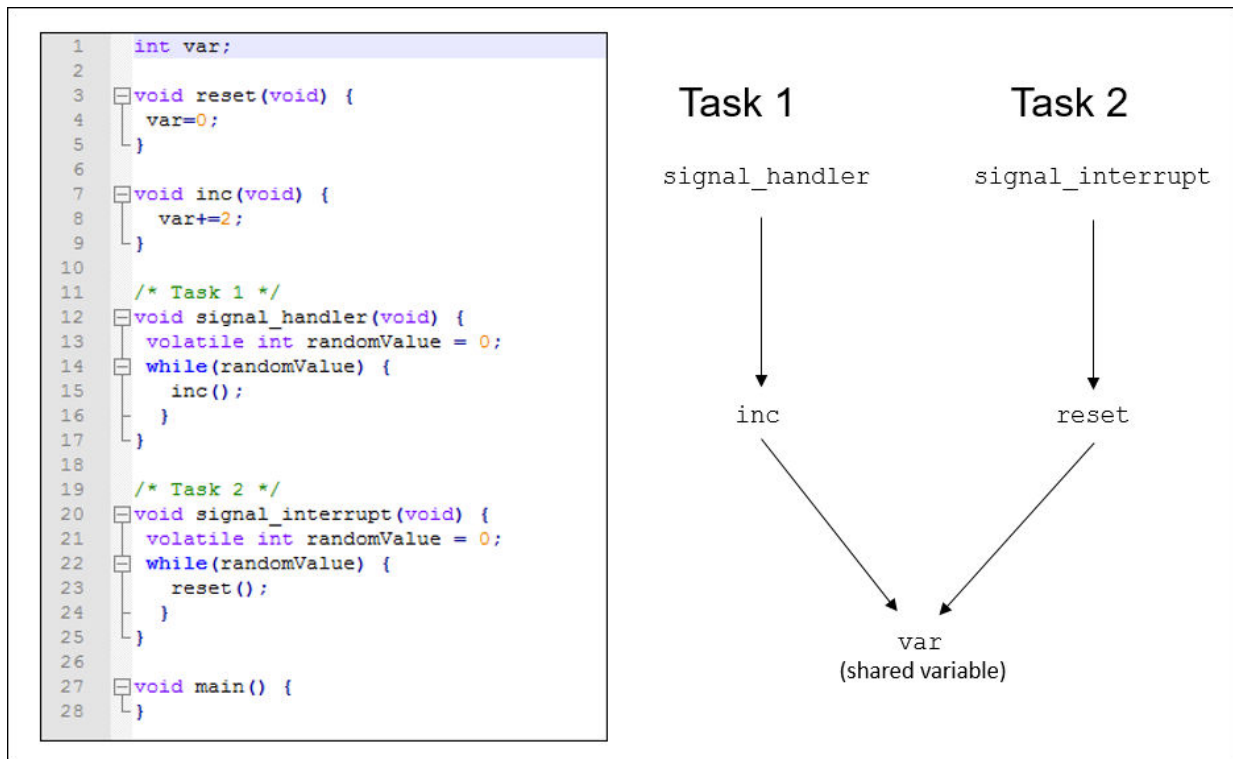 1 int var;
2
3 void reset(void) {
4 var=0;
5 }
6
7 void inc(void) {
8 var+=2;
9 }
10
11 /* Task 1 */
12 void signal_handler(void) {
13 volatile int randomValue = 0;
14 while(randomValue) {
15 inc();
16 }
17 }
18
19 /* Task 2 */
20 void signal_interrupt(void) {
21 volatile int randomValue = 0;
22 while(randomValue) {
23 reset();
24 }
25 }
26
27 void main() {
28 }
Task 1 Task 2
signal_handler signal_interrupt
inc reset
var
(shared variable)